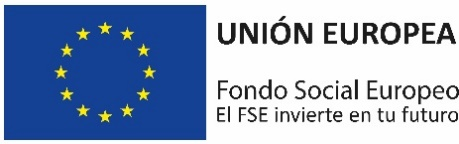 UNIÓN EUROPEA
Fondo Social Europeo
El FSE invierte en tu futuro